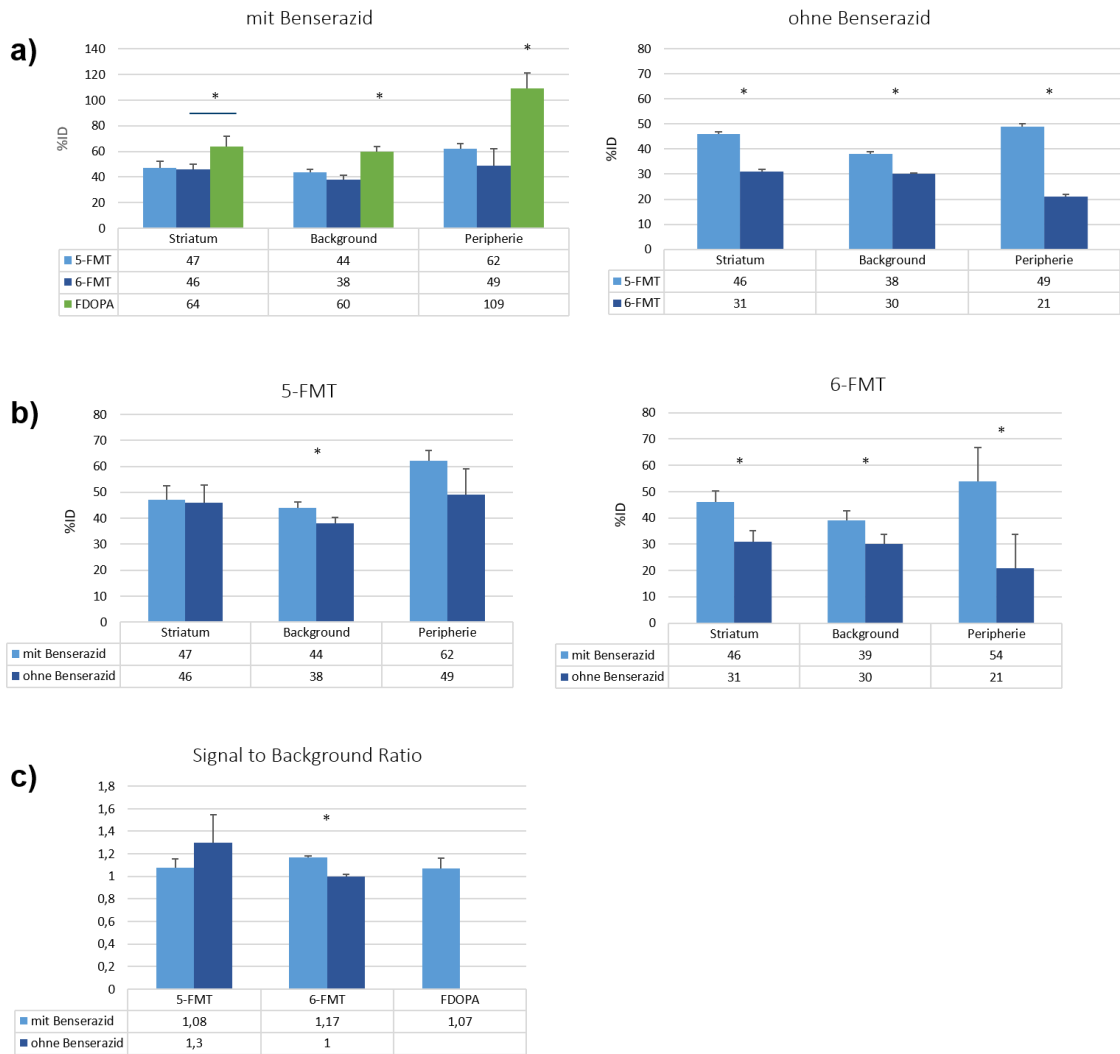 mit Benserazid
a)
140
120
100
80
60
40
20
0
%ID
*
*
*
Striatum Background Peripherie
5-FMT 47 44 62
6-FMT 46 38 49
FDOPA 64 60 109
ohne Benserazid
80
70
60
50
40
30
20
10
0
%ID
* * *
Striatum Background Peripherie
5-FMT 46 38 49
6-FMT 31 30 21
b)
5-FMT
80
70
60
50
40
30
20
10
0
%ID
*
Striatum Background Peripherie
mit Benserazid 47 44 62
ohne Benserazid 46 38 49
6-FMT
80
70
60
50
40
30
20
10
0
%ID
* * *
Striatum Background Peripherie
mit Benserazid 46 39 54
ohne Benserazid 31 30 21
c)
Signal to Background Ratio
1,8
1,6
1,4
1,2
1
0,8
0,6
0,4
0,2
0
*
5-FMT 6-FMT FDOPA
mit Benserazid 1,08 1,17 1,07
ohne Benserazid 1,3 1